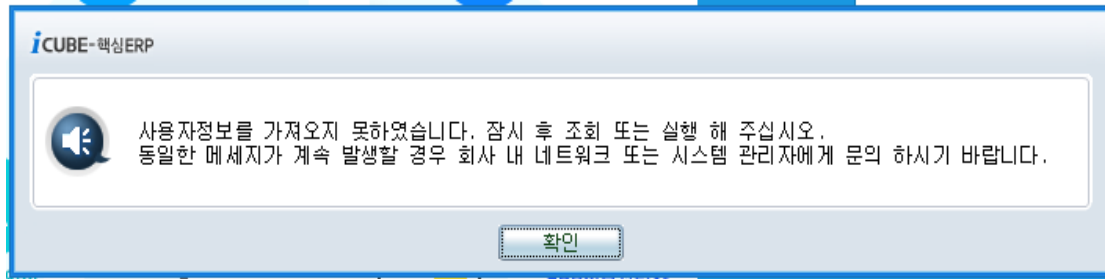 iCUBE-핵심ERP
사용자정보를 가져오지 못하였습니다. 잠시 후 조회 또는 실행 해 주십시오.
동일한 메세지가 계속 발생할 경우 회사 내 네트워크 또는 시스템 관리자에게 문의 하시기 바랍니다.
확인